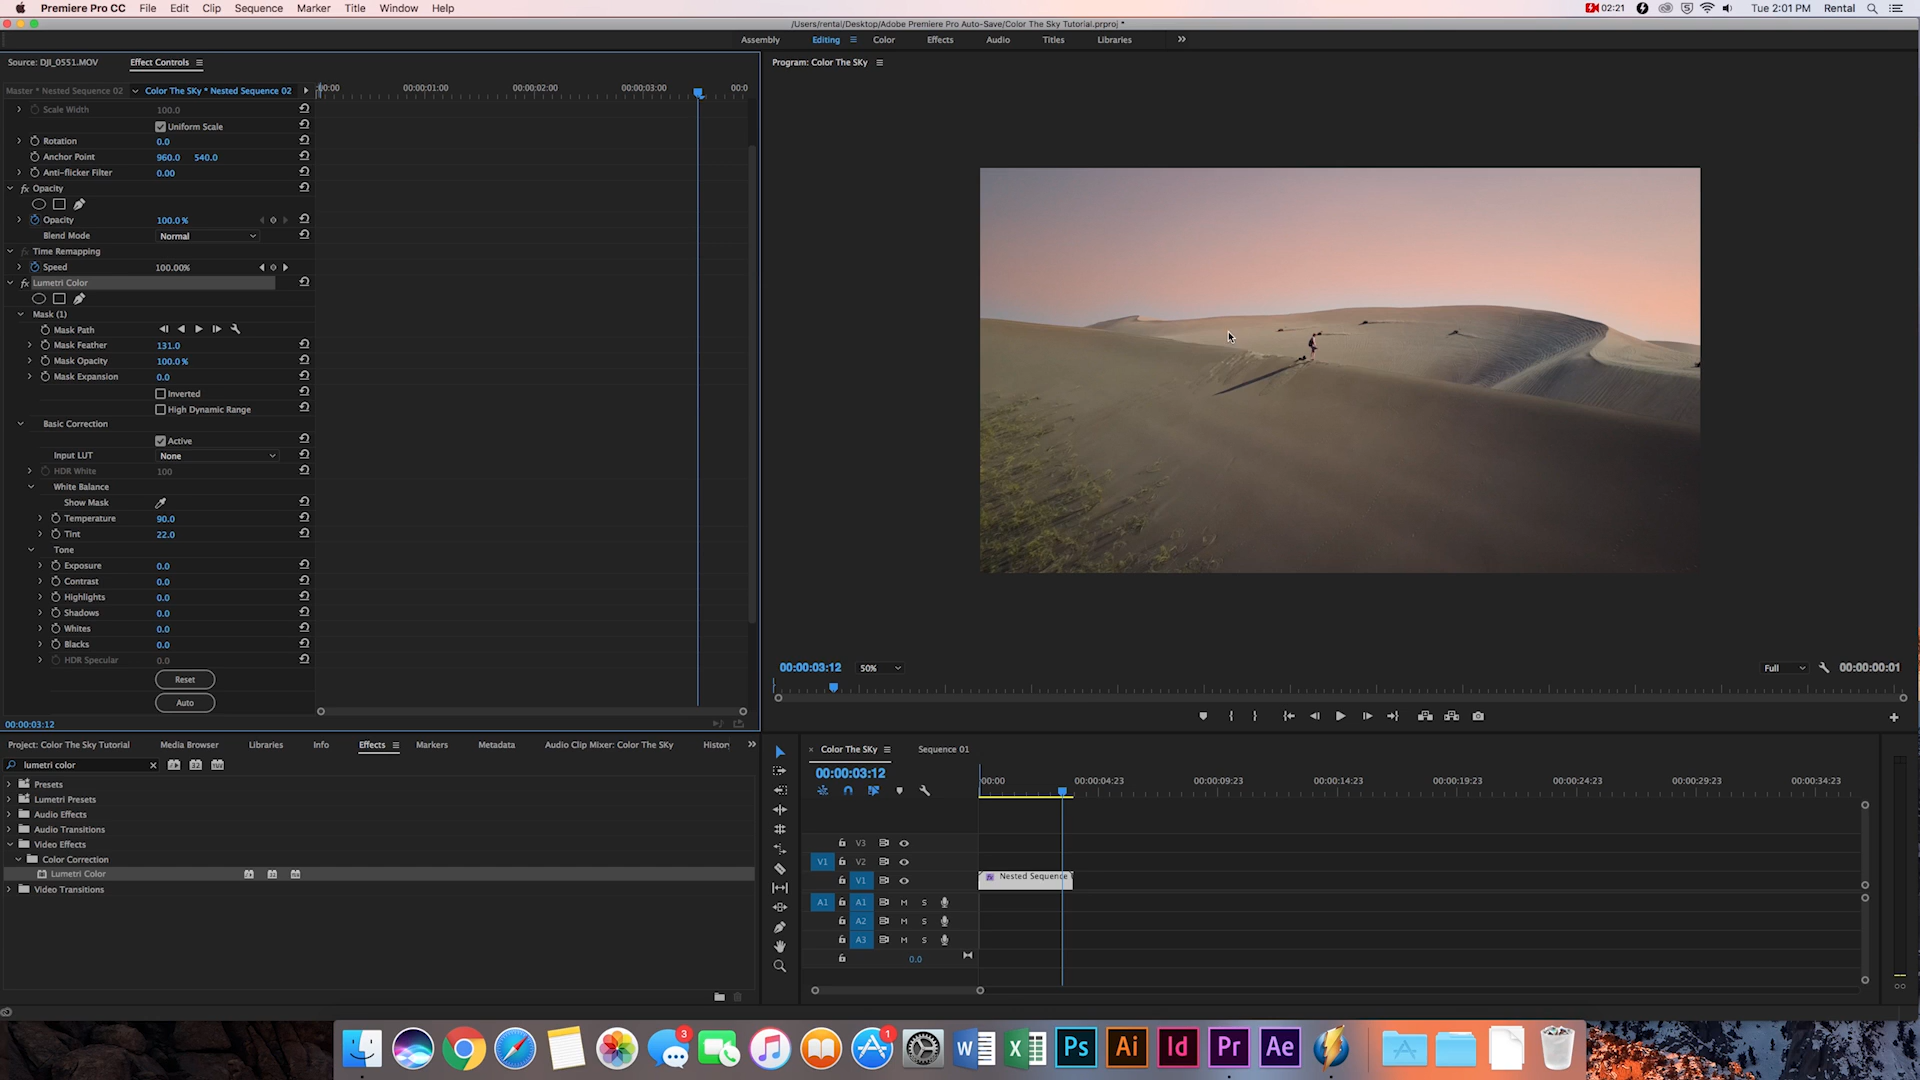 Premiere Pro CC File Edit Clip Sequence Marker Title Window Help 02:21 Tue 2:01 PM Rental
/Users/rental/Desktop/Adobe Premiere Pro Auto-Save/Color The Sky Tutorial.prproj *
Assembly Editing Color Effects Audio Titles Libraries
Source: DJI_0551.MOV Effect Controls
Program: Color The SKy
Master * Nested Sequence 02 Color The SKy * Nested Sequence 02
00:00 00:00:01:00 00:00:02:00 00:00:03:00 00:0
Scale Width 100.0
Uniform Scale
Rotation 0.0
Anchor Point 960.0 540.0
Anti-flicker Filter 0.00
fx Opacity
Opacity 100.0 %
Blend Mode Normal
Time Remapping
Speed 100.00%
fx Lumetri Color
Mask (1)
Mask Path
Mask Feather 131.0
Mask Opacity 100.0 %
Mask Expansion 0.0
Inverted
High Dynamic Range
Basic Correction
Active
Input LUT None
HDR White 100
White Balance
Show Mask
Temperature 90.0
Tint 22.0
Tone
Exposure 0.0
Contrast 0.0
Highlights 0.0
Shadows 0.0
Whites 0.0
Blacks 0.0
HDR Specular 0.0
Reset
Auto
00:00:03:12
00:00:03:12 50% Full 00:00:00:01
Project: Color The Sky Tutorial Media Browser Libraries Info Effects Markers Metadata Audio Clip Mixer: Color The SKy Histor
lumetri color
Presets
Lumetri Presets
Audio Effects
Audio Transitions
Video Effects
Color Correction
Lumetri Color
Video Transitions
Color The SKy Sequence 01
00:00:03:12
:00:00 00:00:04:23 00:00:09:23 00:00:14:23 00:00:19:23 00:00:24:23 00:00:29:23 00:00:34:23
V3
V1 V2
V1 fx Nested Sequence
A1 A1 M S
A2 M S
A3 M S
0.0
3 1 W X Ps Ai Id Pr Ae